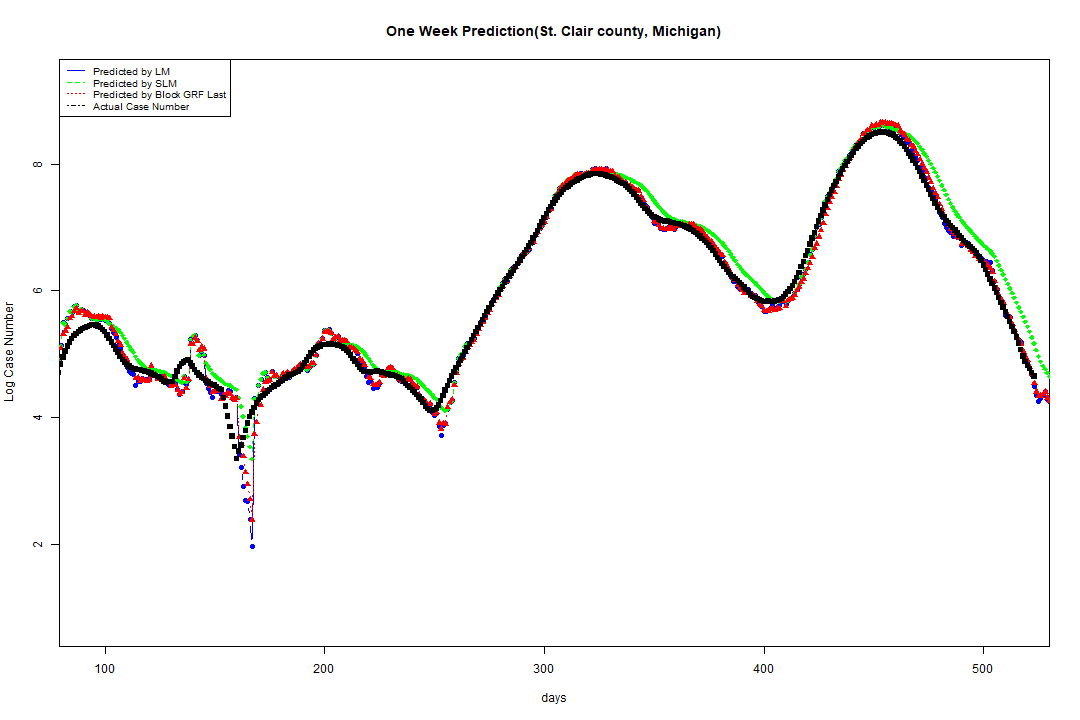 One Week Prediction(St. Clair county, Michigan)
Predicted by LM
Predicted by SLM
Predicted by Block GRF Last
Actual Case Number
8
6
4
2
Log Case Number
100 200 300 400 500
days